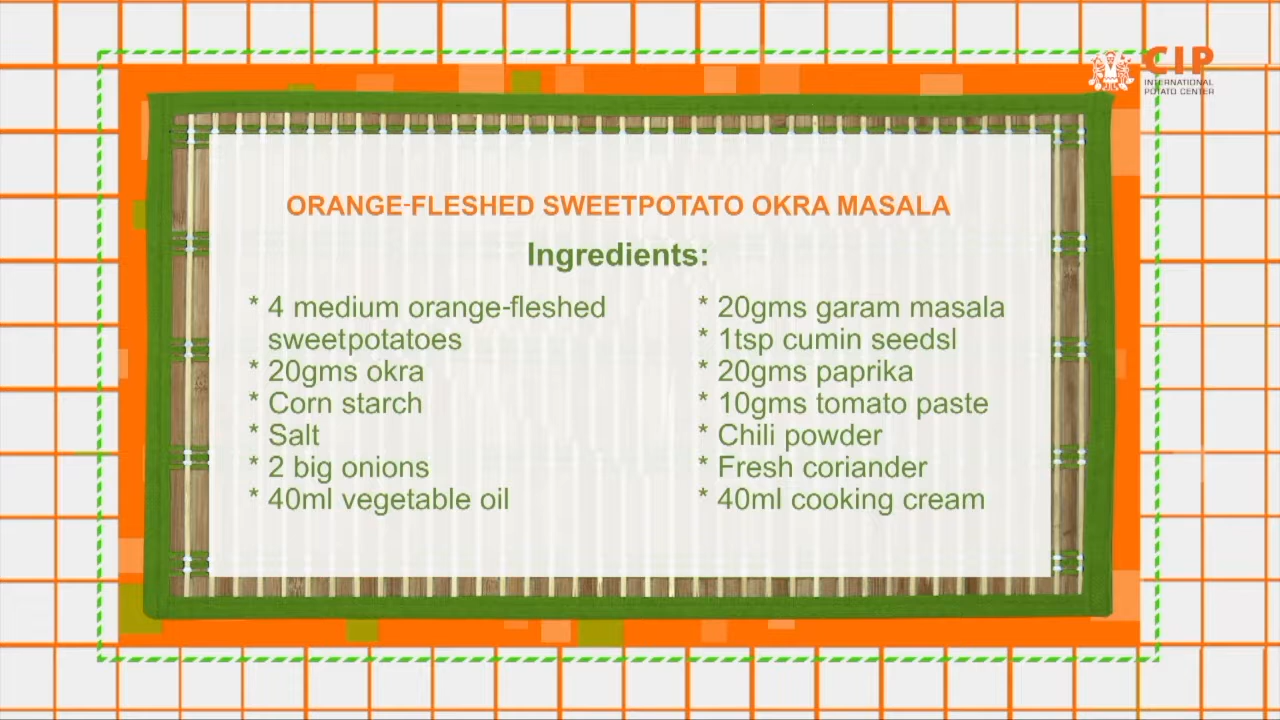 CIP
INTERNATIONAL
POTATO CENTER
ORANGE-FLESHED SWEETPOTATO OKRA MASALA
Ingredients:
* 4 medium orange-fleshed
sweetpotatoes
* 20gms okra
* Corn starch
* Salt
* 2 big onions
* 40ml vegetable oil
* 20gms garam masala
* 1tsp cumin seedsl
* 20gms paprika
* 10gms tomato paste
* Chili powder
* Fresh coriander
* 40ml cooking cream